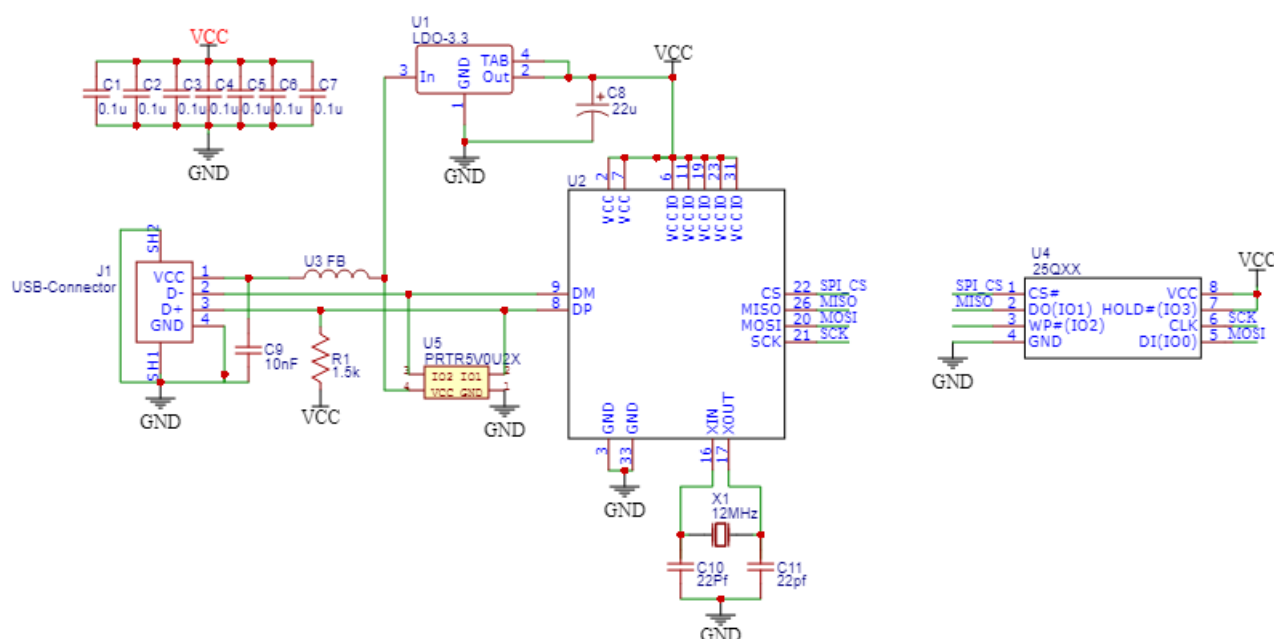 VCC
C1
0.1u
C2
0.1u
C3
0.1u
C4
0.1u
C5
0.1u
C6
0.1u
C7
0.1u
GND
U1
LDO-3.3
3
In
GND
1
TAB
Out
4
2
VCC
C8
22u
+
GND
J1
USB-Connector
SH2
VCC
D-
D+
GND
SH1
1
2
3
4
GND
C9
10nF
U3 FB
R1
1.5k
VCC
U5
PRTR5V0U2X
IO2 IO1
VCC GND
4
1
GND
U2
2
7
6
11
19
23
31
VCC
VCC
VCCIO
VCCIO
VCCIO
VCCIO
VCCIO
9
8
DM
DP
CS
MISO
MOSI
SCK
22
26
20
21
SPI_CS
MISO
MOSI
SCK
GND
GND
3
33
GND
XIN
XOUT
16
17
X1
12MHz
C10
22Pf
C11
22pf
GND
U4
25QXX
SPI_CS
MISO
1
2
3
4
CS#
DO(IO1)
WP#(IO2)
GND
VCC
HOLD#(IO3)
CLK
DI(IO0)
8
7
6
5
VCC
SCK
MOSI
GND